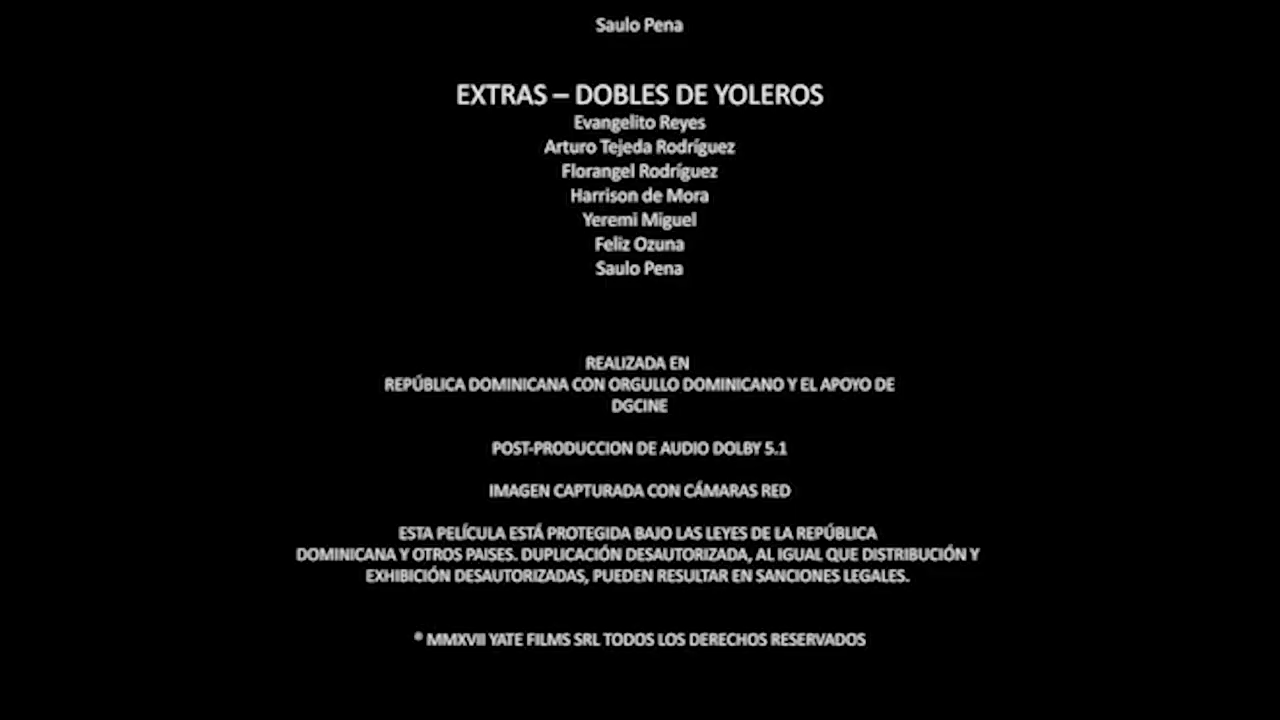 Saulo Pena
EXTRAS – DOBLES DE YOLEROS
Evangelito Reyes
Arturo Tejeda Rodríguez
Florangel Rodríguez
Harrison de Mora
Yeremi Miguel
Feliz Ozuna
Saulo Pena
REALIZADA EN
REPÚBLICA DOMINICANA CON ORGULLO DOMINICANO Y EL APOYO DE
DGCINE
POST-PRODUCCION DE AUDIO DOLBY 5.1
IMAGEN CAPTURADA CON CÁMARAS RED
ESTA PELÍCULA ESTÁ PROTEGIDA BAJO LAS LEYES DE LA REPÚBLICA
DOMINICANA Y OTROS PAISES. DUPLICACIÓN DESAUTORIZADA, AL IGUAL QUE DISTRIBUCIÓN Y
EXHIBICIÓN DESAUTORIZADAS, PUEDEN RESULTAR EN SANCIONES LEGALES.
® MMXVII YATE FILMS SRL TODOS LOS DERECHOS RESERVADOS